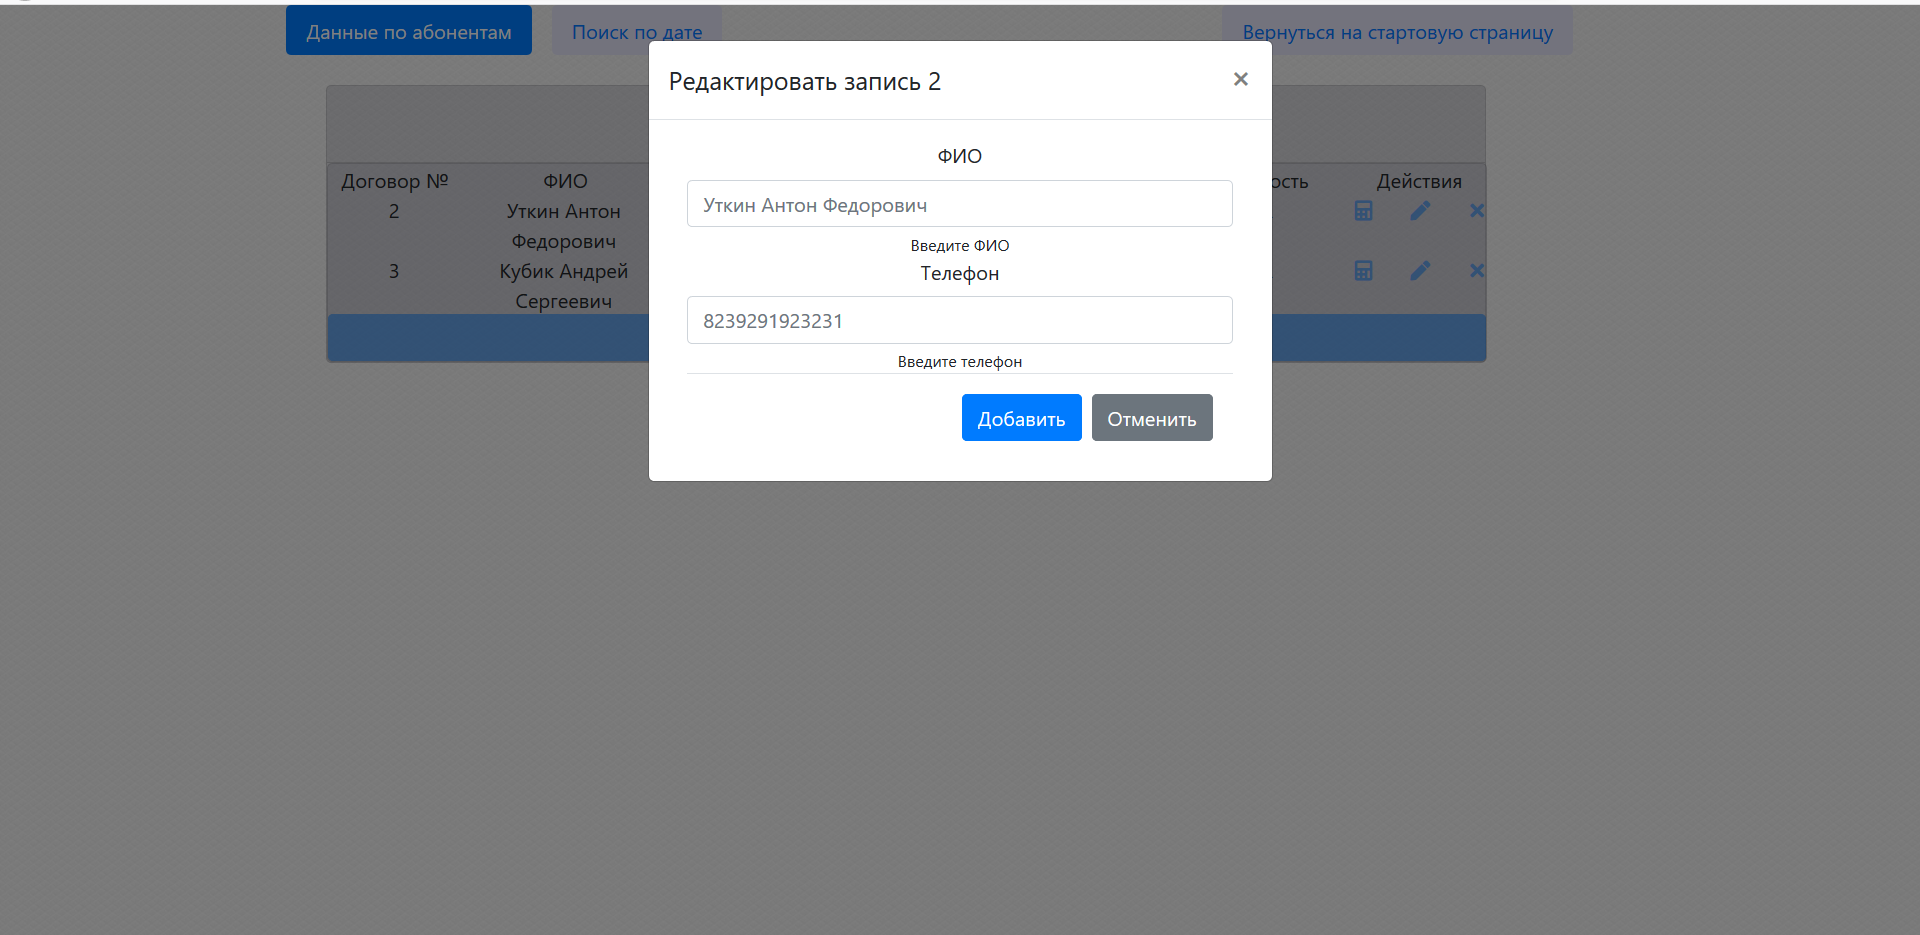 Данные по абонентам
Поиск по дате
Вернуться на стартовую страницу
Редактировать запись 2
ФИО
Уткин Антон Федорович
Введите ФИО
Телефон
8239291923231
Введите телефон
Добавить
Отменить
Договор №
ФИО
ость
Действия
2
Уткин Антон
Федорович
3
Кубик Андрей
Сергеевич